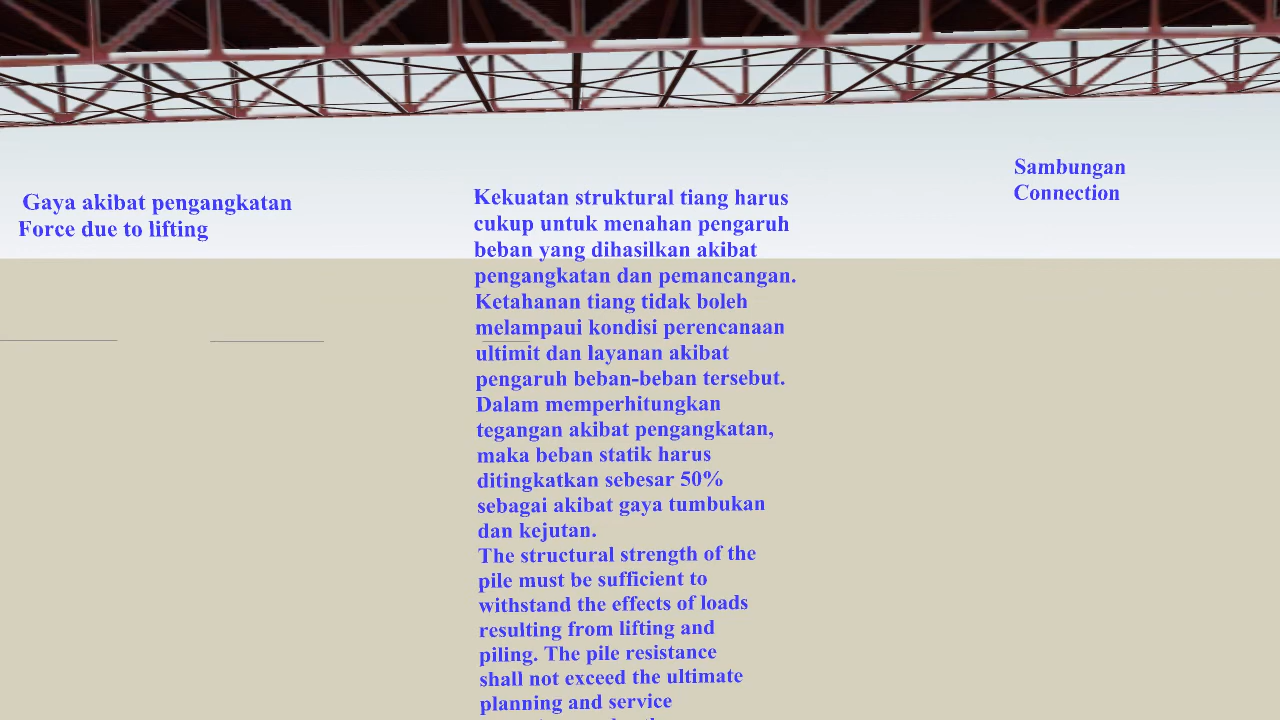 Gaya akibat pengangkatan
Force due to lifting
Kekuatan struktural tiang harus
cukup untuk menahan pengaruh
beban yang dihasilkan akibat
pengangkatan dan pemancangan.
Ketahanan tiang tidak boleh
melampaui kondisi perencanaan
ultimit dan layanan akibat
pengaruh beban-beban tersebut.
Dalam memperhitungkan
tegangan akibat pengangkatan,
maka beban statik harus
ditingkatkan sebesar 50%
sebagai akibat gaya tumbukan
dan kejutan.
The structural strength of the
pile must be sufficient to
withstand the effects of loads
resulting from lifting and
piling. The pile resistance
shall not exceed the ultimate
planning and service
Sambungan
Connection